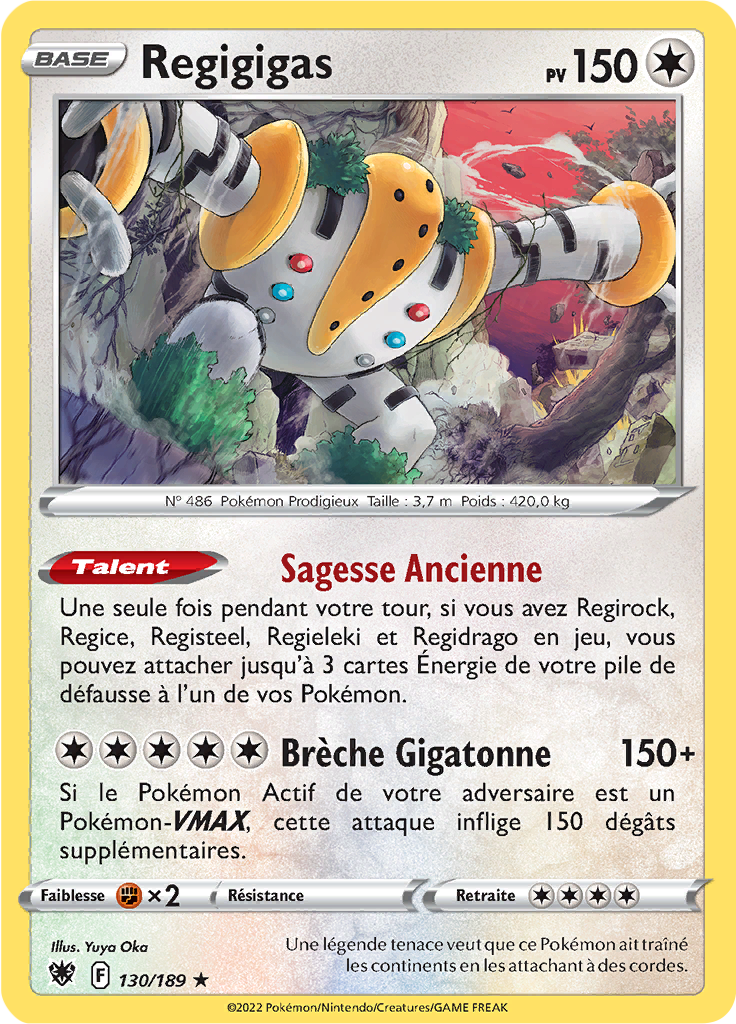 BASE Regigigas PV 150
N° 486 Pokémon Prodigieux Taille : 3,7 m Poids : 420,0 kg
Talent Sagesse Ancienne
Une seule fois pendant votre tour, si vous avez Regirock,
Regice, Registeel, Regieleki et Regidrago en jeu, vous
pouvez attacher jusqu'à 3 cartes Énergie de votre pile de
défausse à l'un de vos Pokémon.
Brèche Gigatonne 150+
Si le Pokémon Actif de votre adversaire est un
Pokémon-VMAX, cette attaque inflige 150 dégâts
supplémentaires.
Faiblesse ×2 Résistance Retraite
Illus. Yuya Oka
Une légende tenace veut que ce Pokémon ait traîné
les continents en les attachant à des cordes.
F 130/189 ★
©2022 Pokémon/Nintendo/Creatures/GAME FREAK